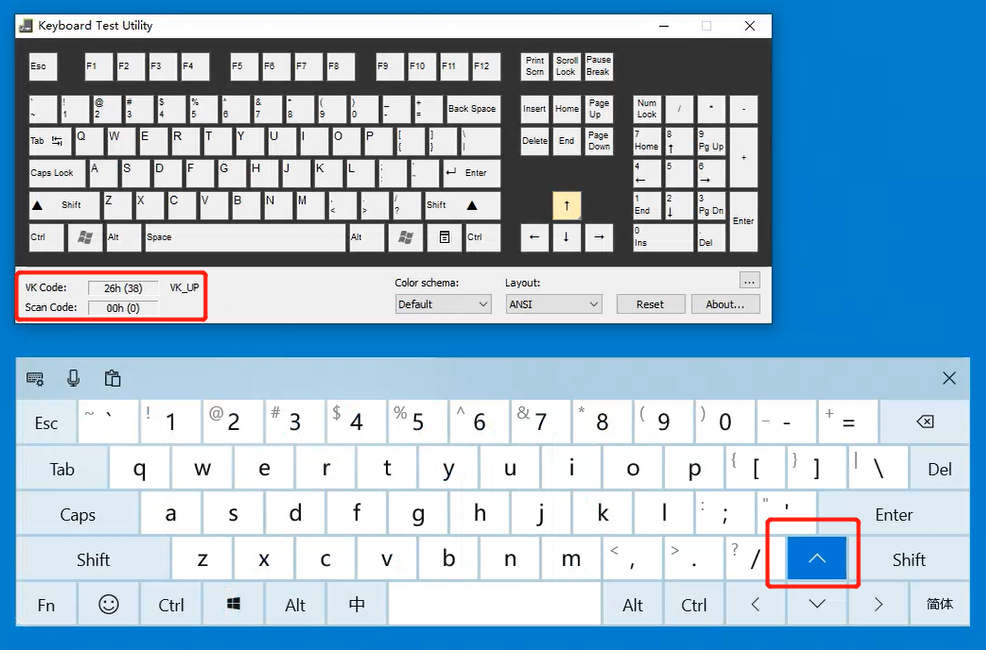 Keyboard Test Utility
Esc F1 F2 F3 F4 F5 F6 F7 F8 F9 F10 F11 F12 Print Scrn Scroll Lock Pause Break
` ~ ! 1 @ 2 # 3 $ 4 % 5 ^ 6 & 7 * 8 ( 9 ) 0 _ - + = Back Space Insert Home Page Up Num Lock / * -
Tab Q W E R T Y U I O P [ { ] } \ | Delete End Page Down 7 Home 8 ↑ 9 Pg Up +
Caps Lock A S D F G H J K L ; : ' " ↵ Enter 4 ← 5 6 →
▲ Shift Z X C V B N M , < . > / ? Shift ▲ ↑ 1 End 2 ↓ 3 Pg Dn Enter
Ctrl Alt Space Alt Ctrl ← ↓ → 0 Ins . Del
VK Code: 26h (38) VK_UP
Scan Code: 00h (0)
Color schema: Layout: ...
Default ANSI Reset About...
Esc ~ ` ! 1 @ 2 # 3 $ 4 % 5 ^ 6 & 7 * 8 ( 9 ) 0 _ - + =
Tab q w e r t y u i o p { [ } ] | \ Del
Caps a s d f g h j k l : ; " ' Enter
Shift z x c v b n m < , > . ? / Shift
Fn Ctrl Alt 中 Alt Ctrl 简体